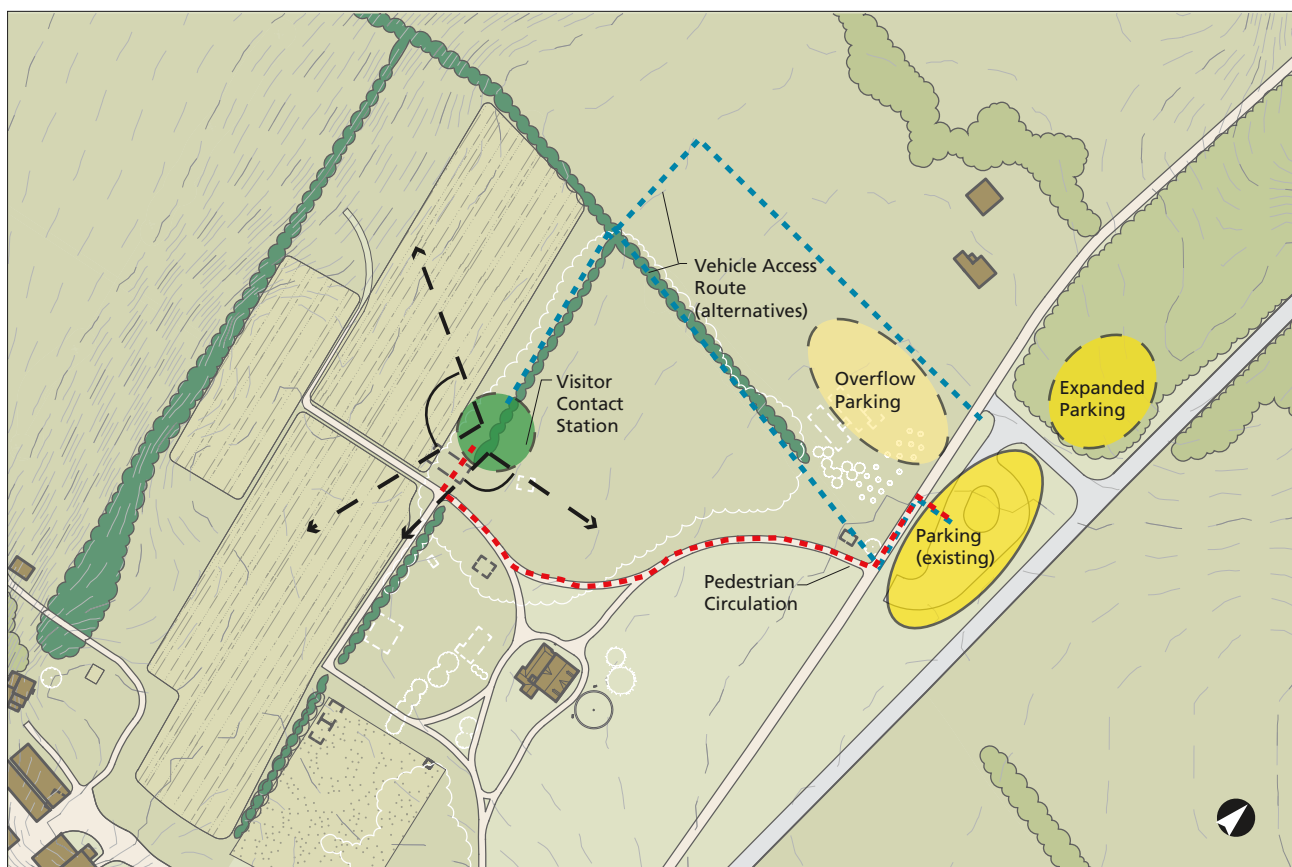 Vehicle Access
Route
(alternatives)
Visitor
Contact
Station
Overflow
Parking
Expanded
Parking
Parking
(existing)
Pedestrian
Circulation